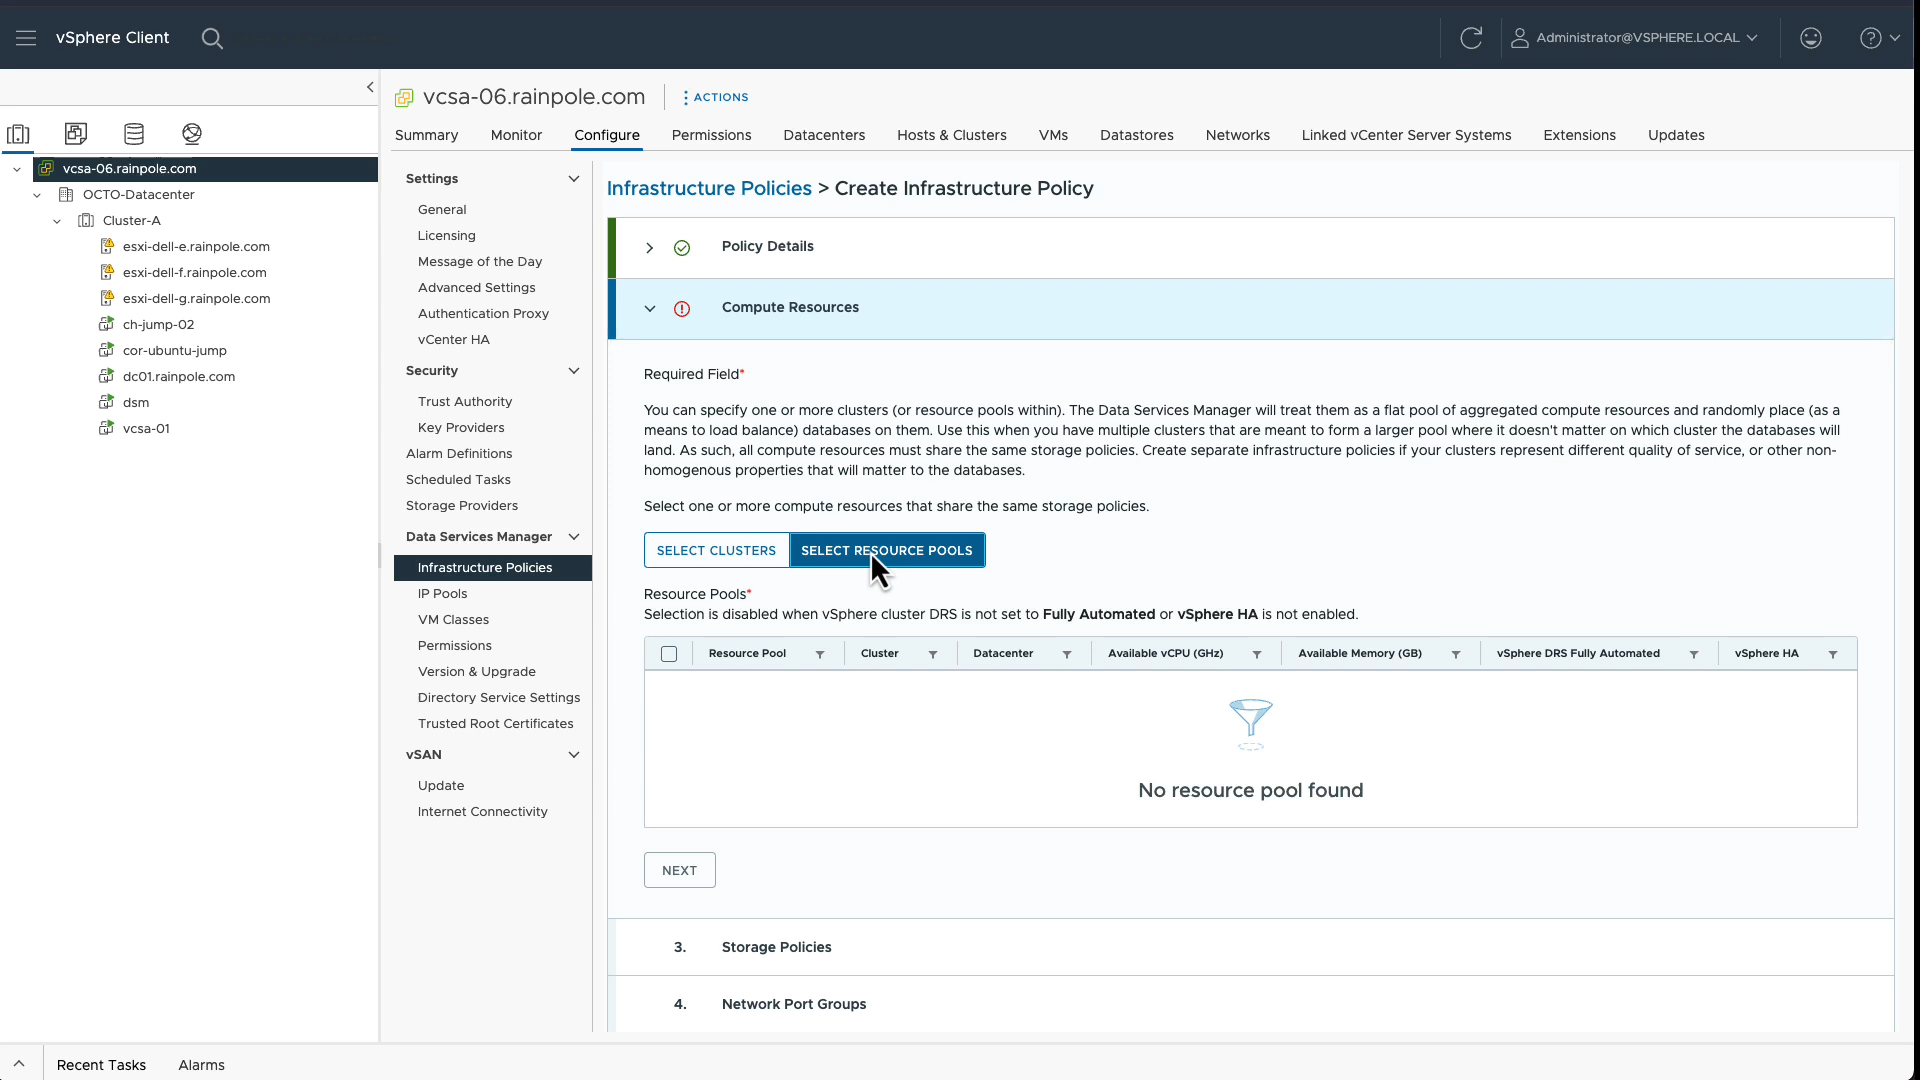 vSphere Client
Administrator@VSPHERE.LOCAL
vcsa-06.rainpole.com
ACTIONS
Summary Monitor Configure Permissions Datacenters Hosts & Clusters VMs Datastores Networks Linked vCenter Server Systems Extensions Updates
vcsa-06.rainpole.com
OCTO-Datacenter
Cluster-A
esxi-dell-e.rainpole.com
esxi-dell-f.rainpole.com
esxi-dell-g.rainpole.com
ch-jump-02
cor-ubuntu-jump
dc01.rainpole.com
dsm
vcsa-01
Settings
General
Licensing
Message of the Day
Advanced Settings
Authentication Proxy
vCenter HA
Security
Trust Authority
Key Providers
Alarm Definitions
Scheduled Tasks
Storage Providers
Data Services Manager
Infrastructure Policies
IP Pools
VM Classes
Permissions
Version & Upgrade
Directory Service Settings
Trusted Root Certificates
vSAN
Update
Internet Connectivity
Infrastructure Policies > Create Infrastructure Policy
Policy Details
Compute Resources
Required Field*
You can specify one or more clusters (or resource pools within). The Data Services Manager will treat them as a flat pool of aggregated compute resources and randomly place (as a
means to load balance) databases on them. Use this when you have multiple clusters that are meant to form a larger pool where it doesn't matter on which cluster the databases will
land. As such, all compute resources must share the same storage policies. Create separate infrastructure policies if your clusters represent different quality of service, or other non-
homogenous properties that will matter to the databases.
Select one or more compute resources that share the same storage policies.
SELECT CLUSTERS SELECT RESOURCE POOLS
Resource Pools*
Selection is disabled when vSphere cluster DRS is not set to Fully Automated or vSphere HA is not enabled.
Resource Pool Cluster Datacenter Available vCPU (GHz) Available Memory (GB) vSphere DRS Fully Automated vSphere HA
No resource pool found
NEXT
3. Storage Policies
4. Network Port Groups
Recent Tasks Alarms